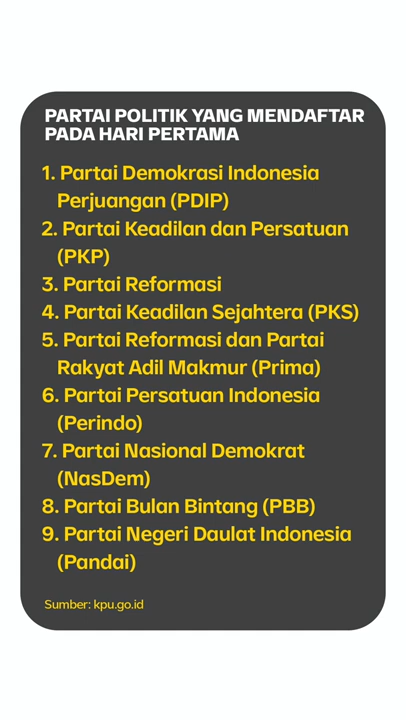 PARTAI POLITIK YANG MENDAFTAR
PADA HARI PERTAMA
1. Partai Demokrasi Indonesia
Perjuangan (PDIP)
2. Partai Keadilan dan Persatuan
(PKP)
3. Partai Reformasi
4. Partai Keadilan Sejahtera (PKS)
5. Partai Reformasi dan Partai
Rakyat Adil Makmur (Prima)
6. Partai Persatuan Indonesia
(Perindo)
7. Partai Nasional Demokrat
(NasDem)
8. Partai Bulan Bintang (PBB)
9. Partai Negeri Daulat Indonesia
(Pandai)
Sumber: kpu.go.id